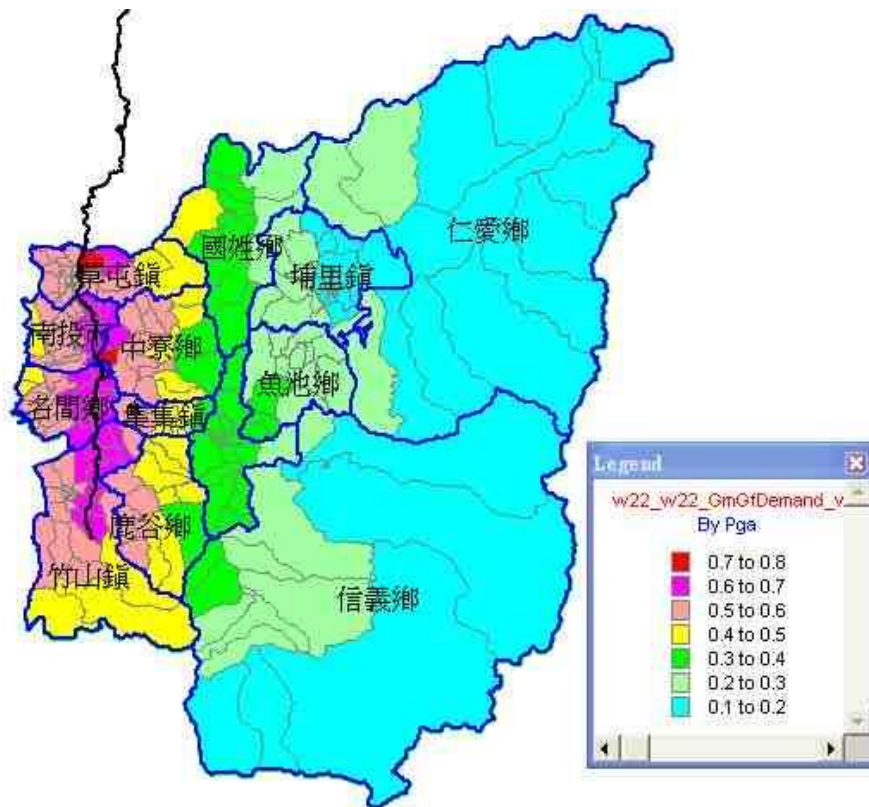 仁愛鄉
國姓鄉
埔里鎮
草屯鎮
南投市
中寮鄉
魚池鄉
名間鄉
集集鎮
鹿谷鄉
竹山鎮
信義鄉
Legend
w22_w22_GmGfDemand_v
By Pga
0.7 to 0.8
0.6 to 0.7
0.5 to 0.6
0.4 to 0.5
0.3 to 0.4
0.2 to 0.3
0.1 to 0.2